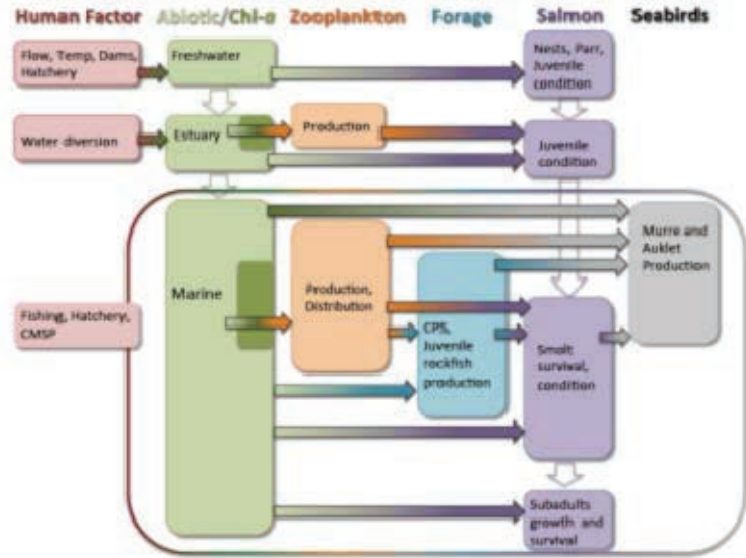 Human Factor Abiotic/Chl-α Zooplankton Forage Salmon Seabirds
Flow, Temp, Dams,
Hatchery
Freshwater
Nests, Parr,
Juvenile
condition
Water diversion
Estuary
Production
Juvenile
condition
Marine
Production,
Distribution
Murre and
Auklet
Production
Fishing, Hatchery,
CMSP
CPS,
Juvenile
rockfish
production
Smolt
survival,
condition
Subadults
growth and
survival